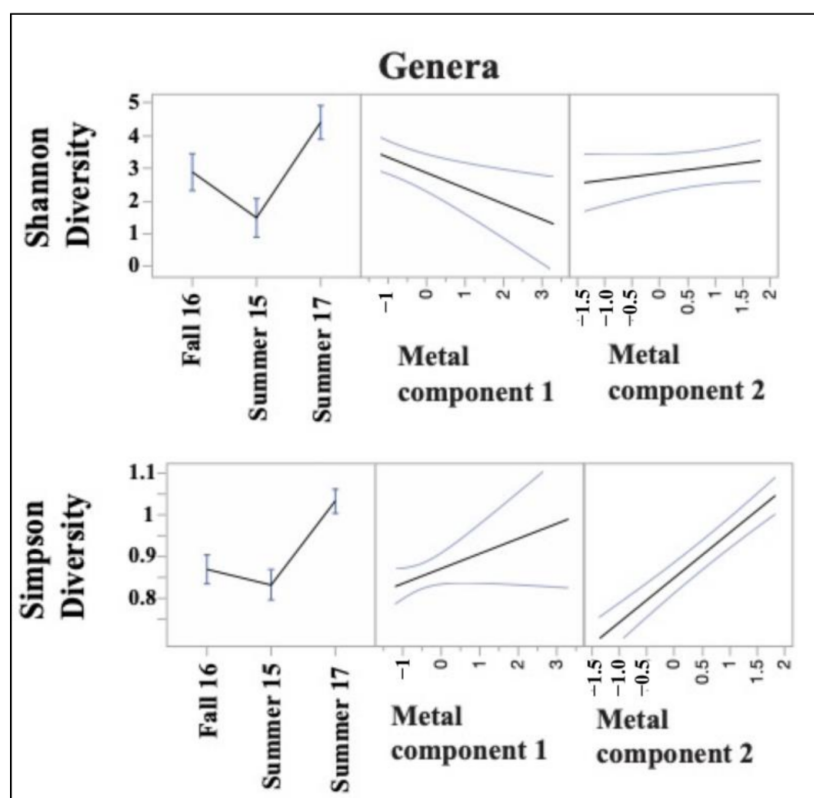 Genera
Shannon
Diversity
5
4
3
2
1
0
Fall 16
Summer 15
Summer 17
−1
0
1
2
3
Metal
component 1
−1.5
−1.0
−0.5
0
0.5
1
1.5
2
Metal
component 2
Simpson
Diversity
1.1
1
0.9
0.8
Fall 16
Summer 15
Summer 17
−1
0
1
2
3
Metal
component 1
−1.5
−1.0
−0.5
0
0.5
1
1.5
2
Metal
component 2